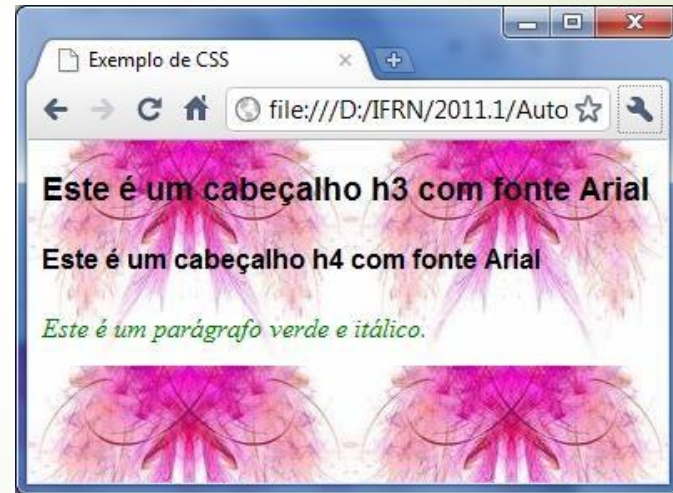 Exemplo de CSS
file:///D:/IFRN/2011.1/Auto
Este é um cabeçalho h3 com fonte Arial
Este é um cabeçalho h4 com fonte Arial
Este é um parágrafo verde e itálico.